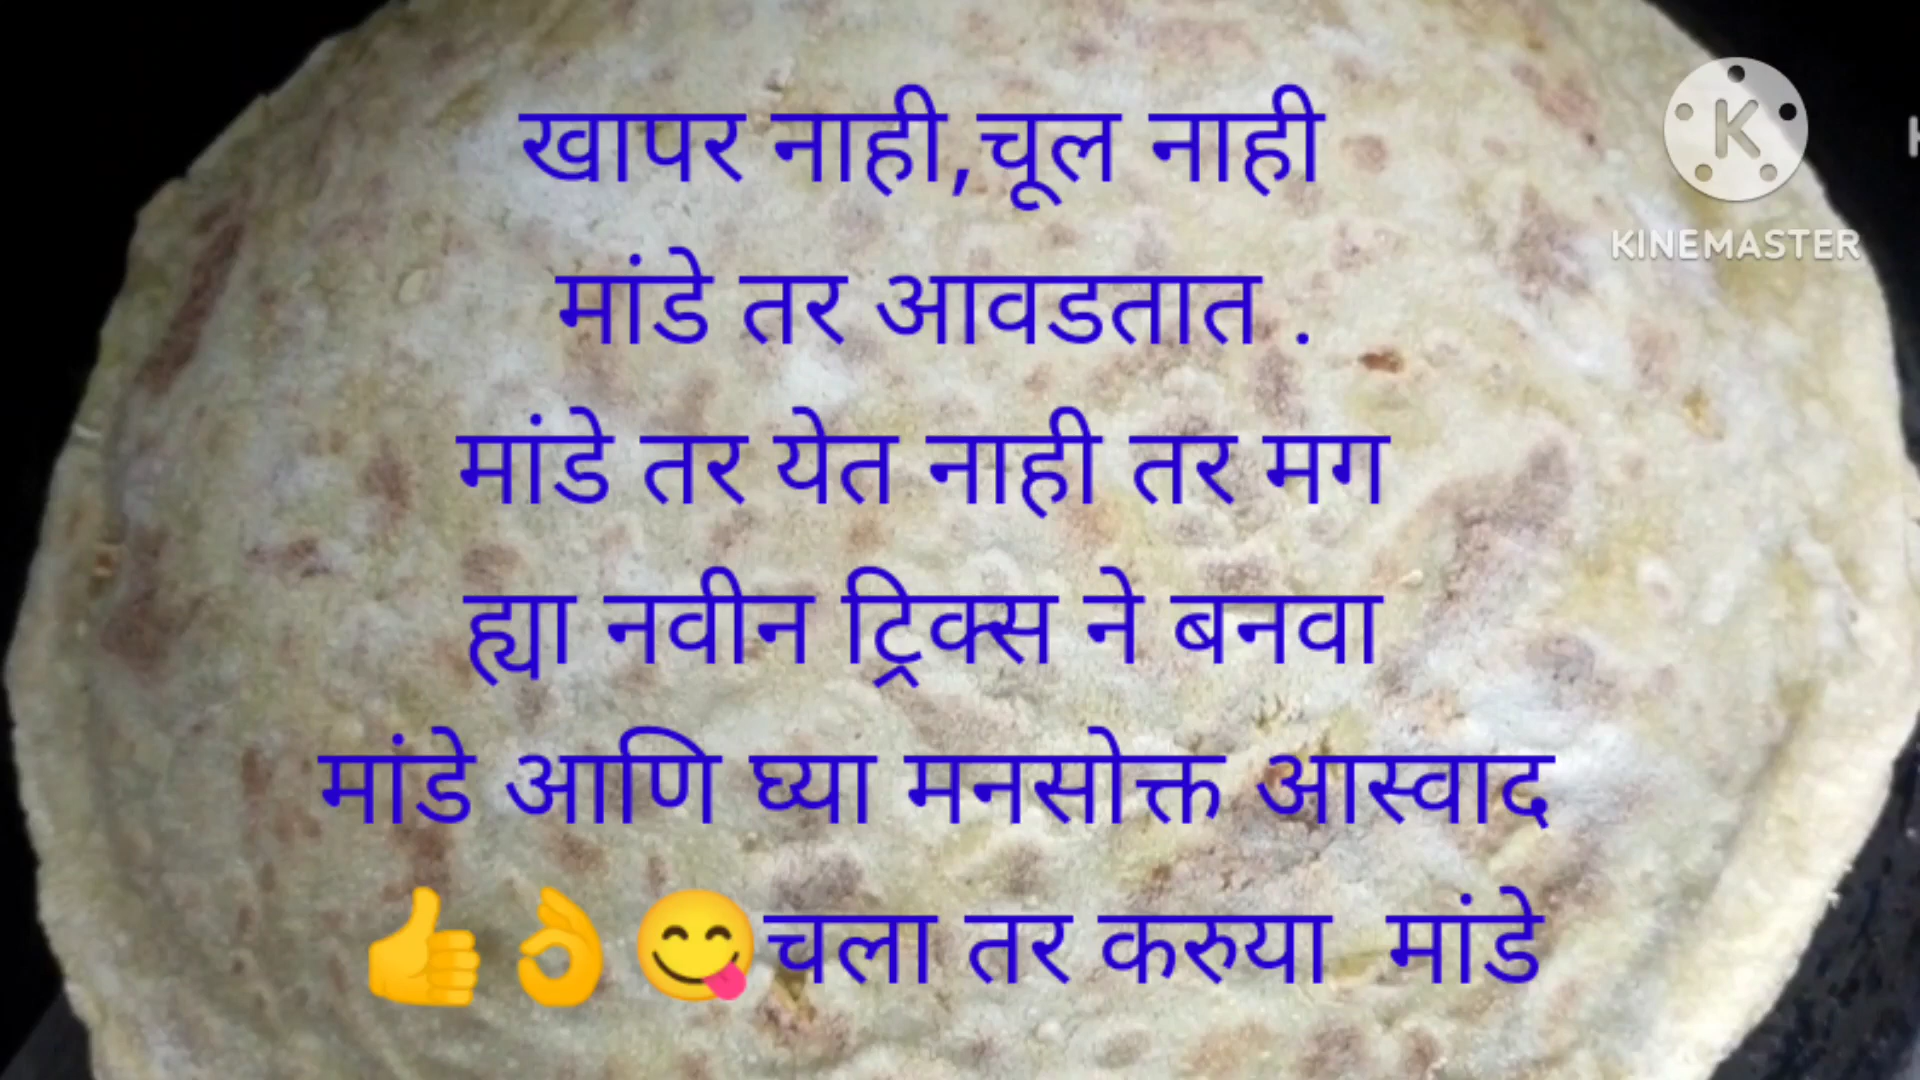 खापर नाही,चूल नाही
मांडे तर आवडतात .
मांडे तर येत नाही तर मग
ह्या नवीन ट्रिक्स ने बनवा
मांडे आणि घ्या मनसोक्त आस्वाद
👍👌😋चला तर करुया  मांडे
K
KINEMASTER